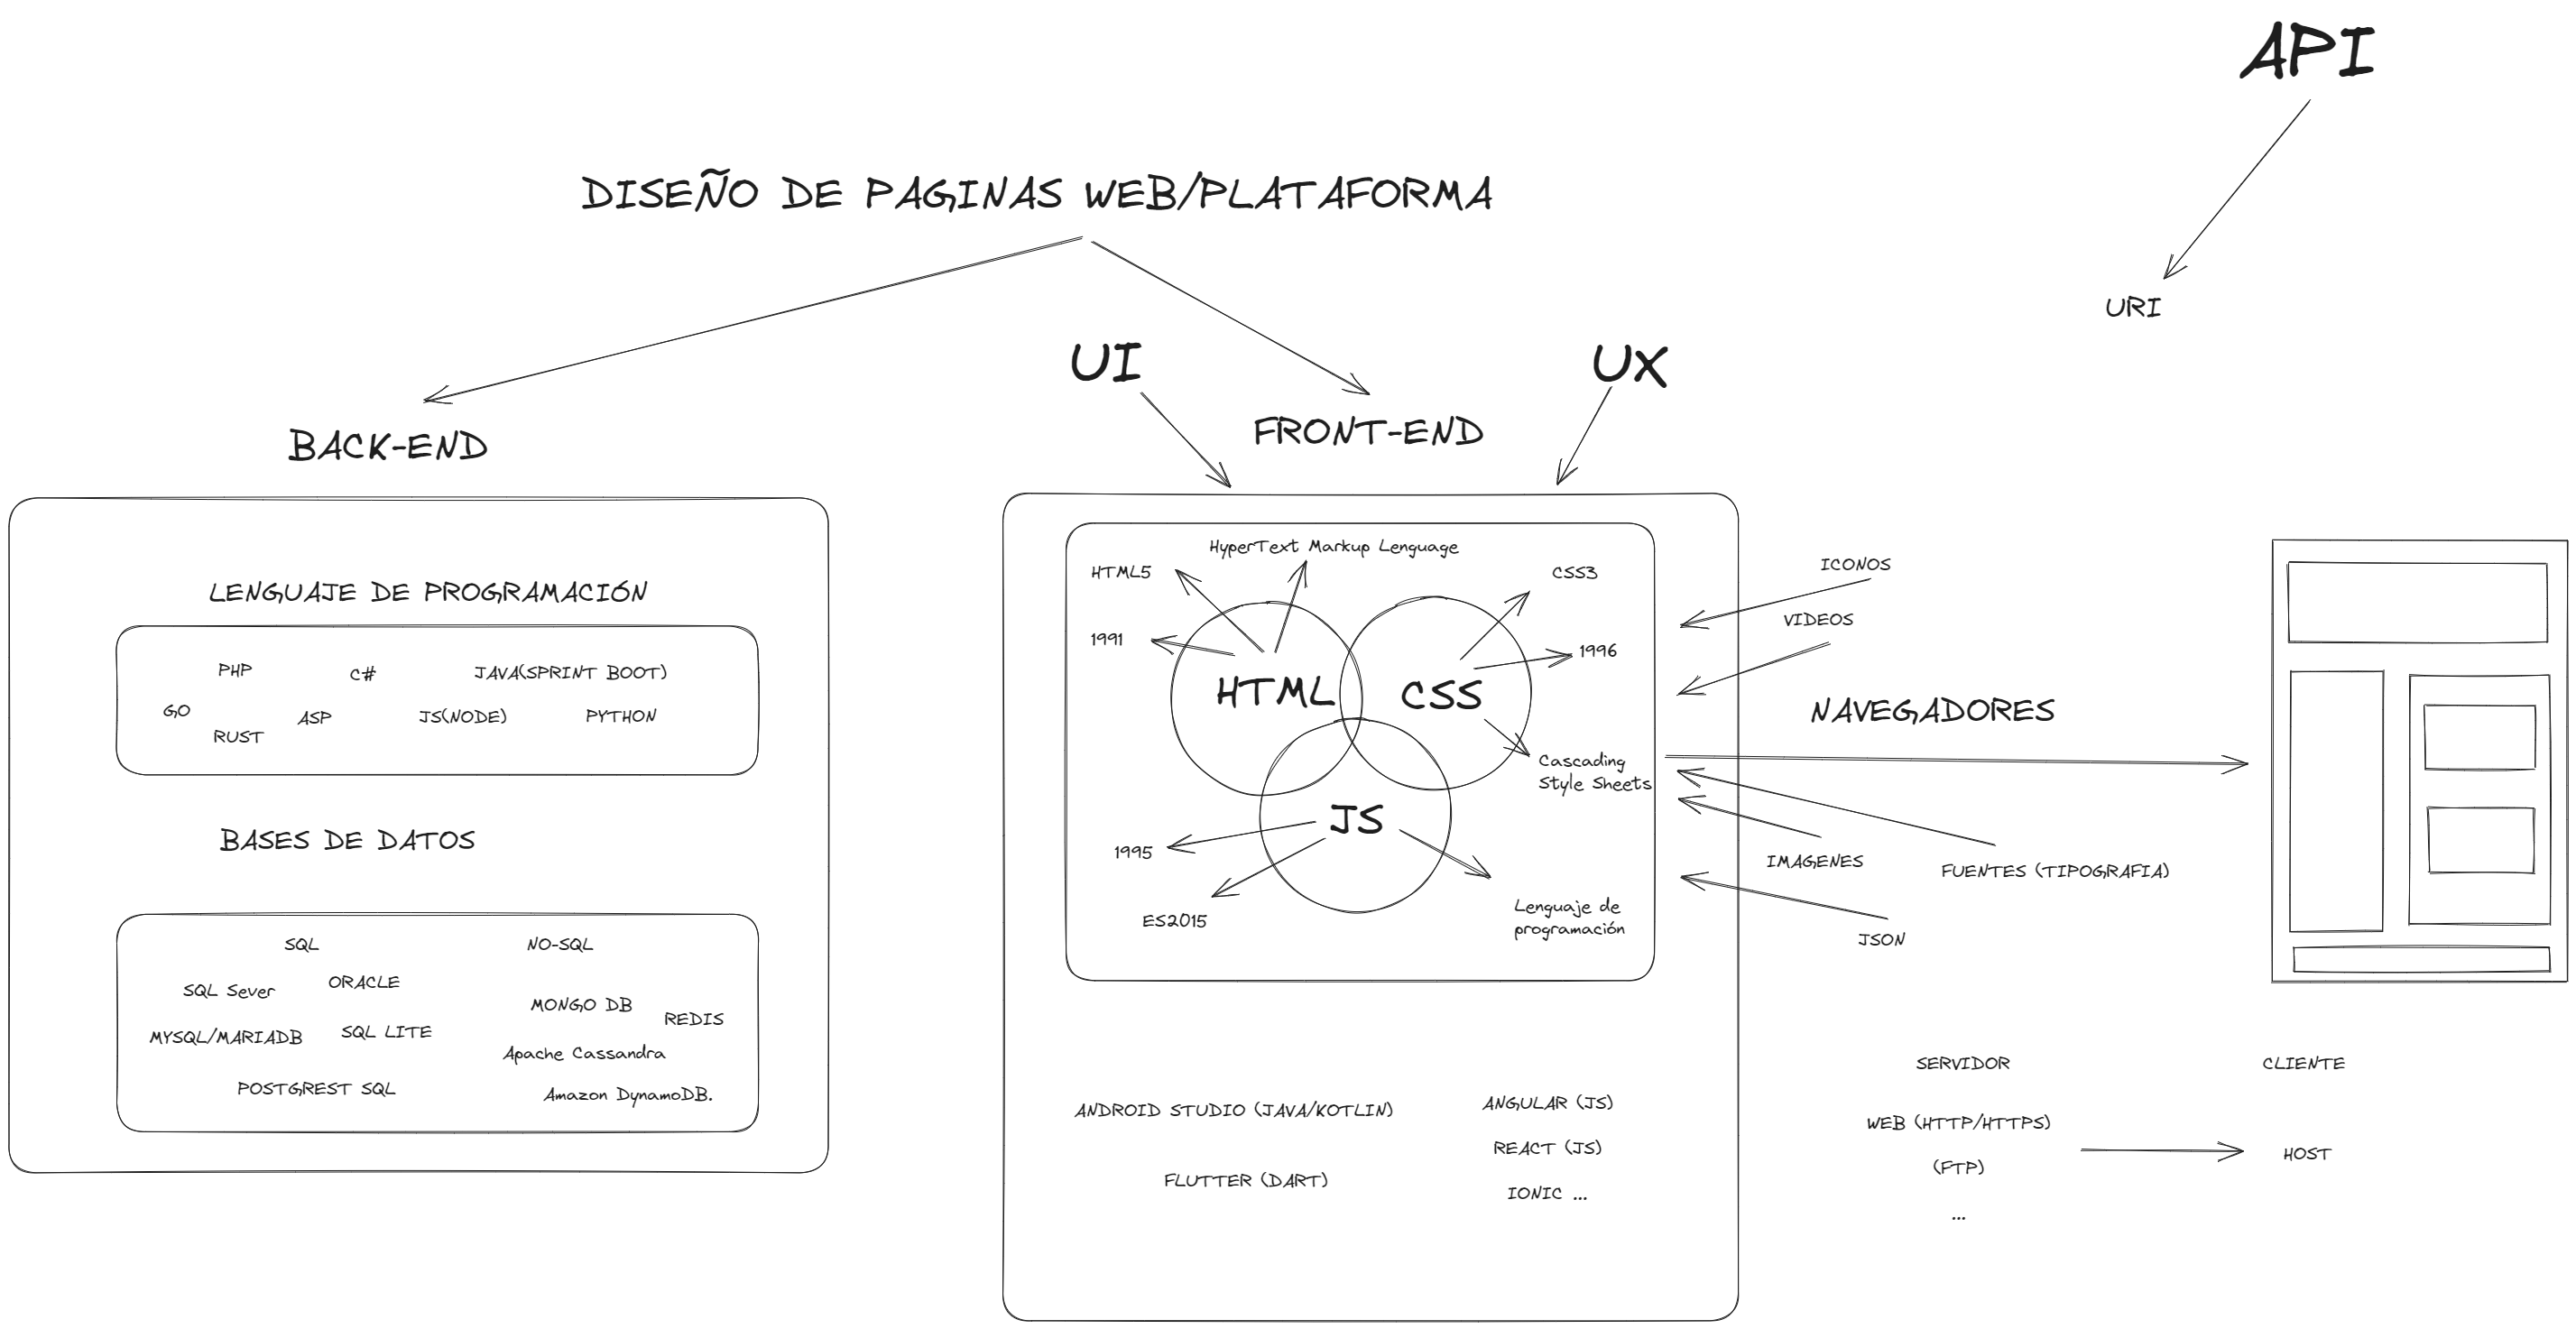 API
DISEÑO DE PAGINAS WEB/PLATAFORMA
URI
UI
UX
BACK-END
FRONT-END
LENGUAJE DE PROGRAMACIÓN
PHP
C#
JAVA(SPRINT BOOT)
GO
RUST
ASP
JS(NODE)
PYTHON
BASES DE DATOS
SQL
NO-SQL
SQL Sever
ORACLE
MYSQL/MARIADB
SQL LITE
POSTGREST SQL
MONGO DB
REDIS
Apache Cassandra
Amazon DynamoDB.
HyperText Markup Lenguage
HTML5
1991
HTML
CSS3
1996
CSS
Cascading
Style Sheets
JS
1995
ES2015
Lenguaje de
programación
ANDROID STUDIO (JAVA/KOTLIN)
FLUTTER (DART)
ANGULAR (JS)
REACT (JS)
IONIC ...
ICONOS
VIDEOS
NAVEGADORES
IMAGENES
FUENTES (TIPOGRAFIA)
JSON
SERVIDOR
CLIENTE
WEB (HTTP/HTTPS)
(FTP)
...
HOST